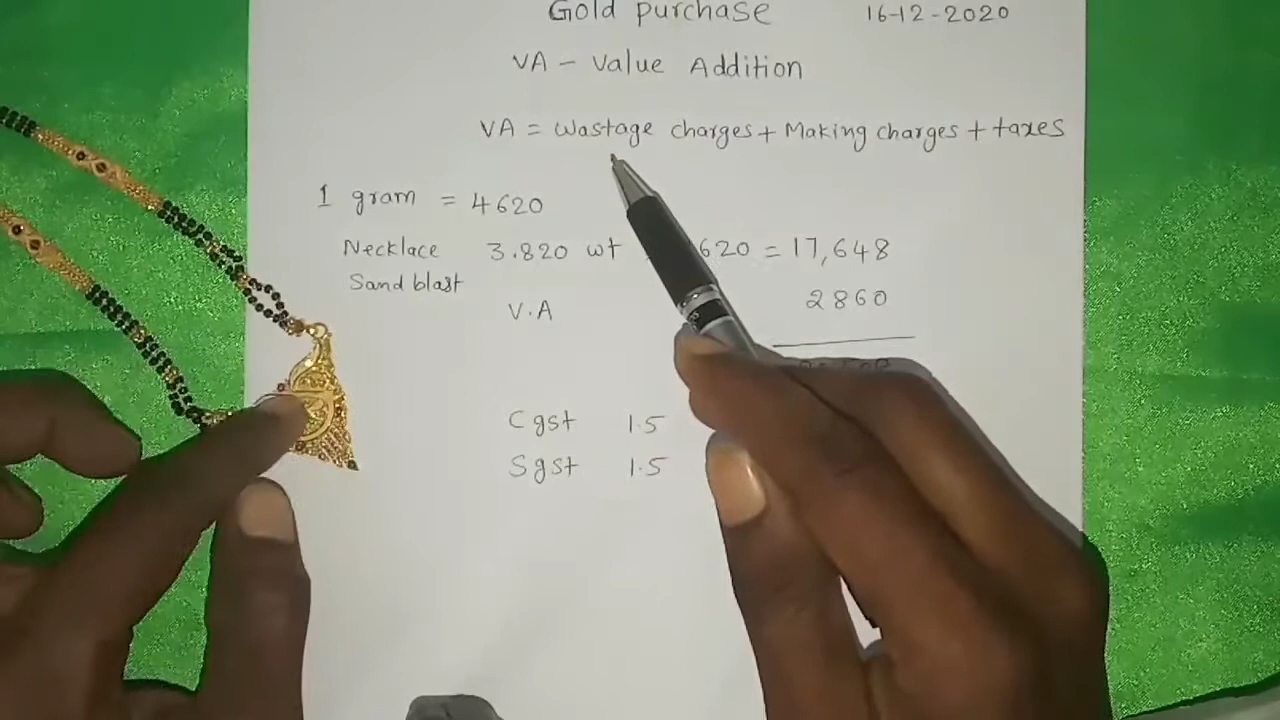 Gold purchase 16-12-2020
VA - Value Addition
VA = Wastage charges + Making charges + taxes
1 gram = 4620
Necklace 3.820 wt 620 = 17,648
Sand blast
V.A 2860
Cgst 1.5
Sgst 1.5